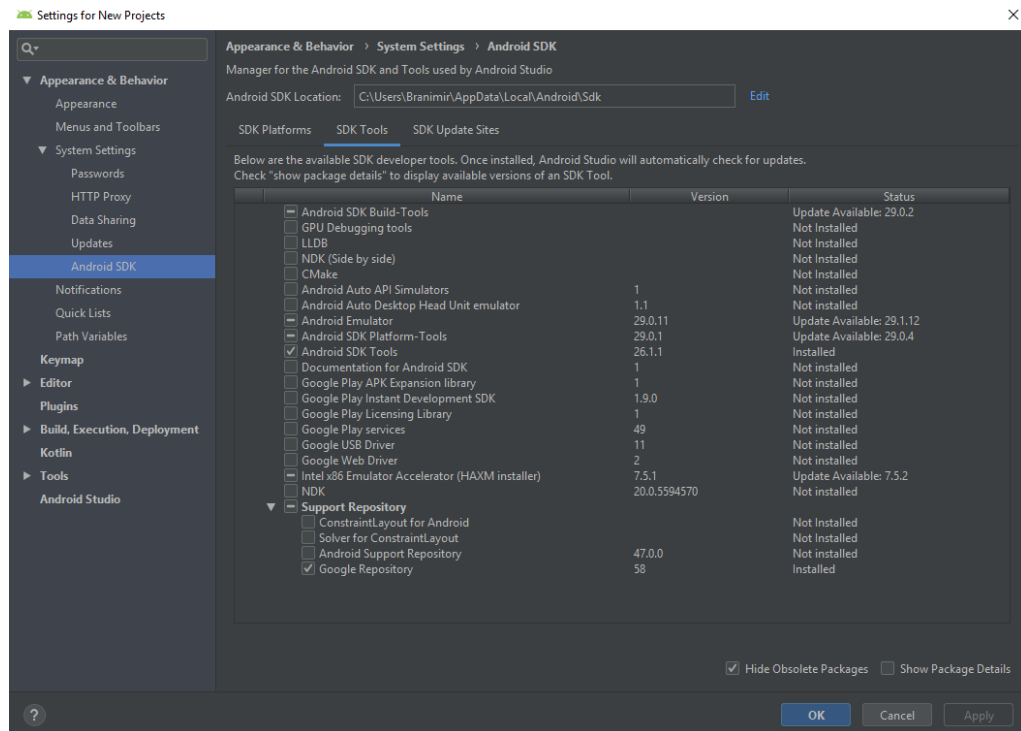 Settings for New Projects
Appearance & Behavior
Appearance
Menus and Toolbars
System Settings
Passwords
HTTP Proxy
Data Sharing
Updates
Android SDK
Notifications
Quick Lists
Path Variables
Keymap
Editor
Plugins
Build, Execution, Deployment
Kotlin
Tools
Android Studio
Appearance & Behavior › System Settings › Android SDK
Manager for the Android SDK and Tools used by Android Studio
Android SDK Location: C:\Users\Branimir\AppData\Local\Android\Sdk Edit
SDK Platforms SDK Tools SDK Update Sites
Below are the available SDK developer tools. Once installed, Android Studio will automatically check for updates.
Check "show package details" to display available versions of an SDK Tool.
Name Version Status
Android SDK Build-Tools Update Available: 29.0.2
GPU Debugging tools Not Installed
LLDB Not Installed
NDK (Side by side) Not Installed
CMake Not Installed
Android Auto API Simulators 1 Not installed
Android Auto Desktop Head Unit emulator 1.1 Not installed
Android Emulator 29.0.11 Update Available: 29.1.12
Android SDK Platform-Tools 29.0.1 Update Available: 29.0.4
Android SDK Tools 26.1.1 Installed
Documentation for Android SDK 1 Not installed
Google Play APK Expansion library 1 Not installed
Google Play Instant Development SDK 1.9.0 Not installed
Google Play Licensing Library 1 Not installed
Google Play services 49 Not installed
Google USB Driver 11 Not installed
Google Web Driver 2 Not installed
Intel x86 Emulator Accelerator (HAXM installer) 7.5.1 Update Available: 7.5.2
NDK 20.0.5594570 Not installed
Support Repository
ConstraintLayout for Android Not Installed
Solver for ConstraintLayout Not Installed
Android Support Repository 47.0.0 Not installed
Google Repository 58 Installed
Hide Obsolete Packages Show Package Details
? OK Cancel Apply